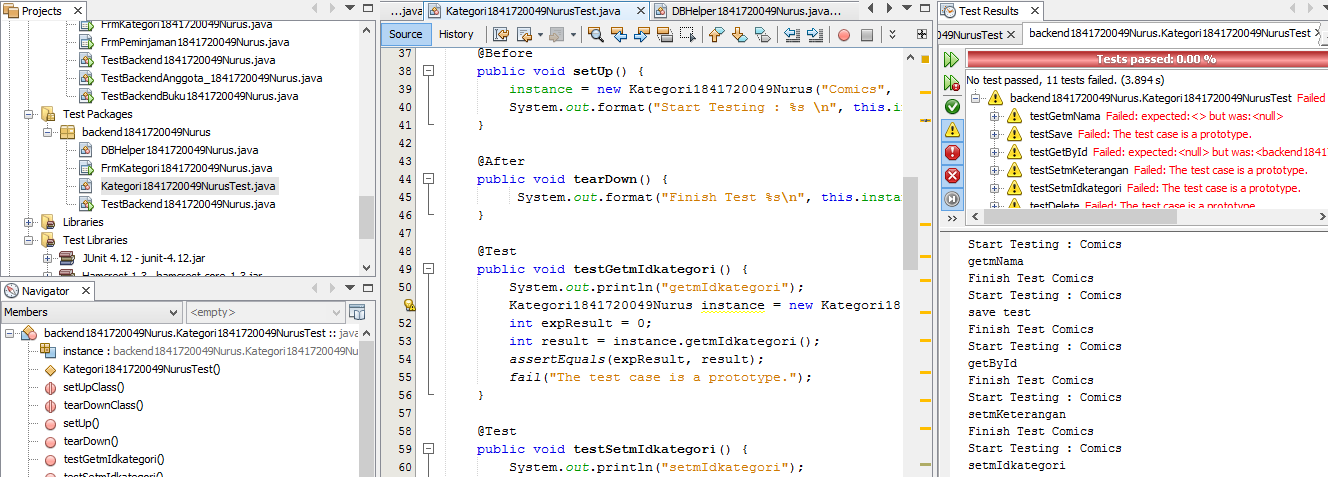 Projects
FrmKategori1841720049Nurus.java
FrmPeminjaman1841720049Nurus.java
TestBackend1841720049Nurus.java
TestBackendAnggota_1841720049Nurus.java
TestBackendBuku1841720049Nurus.java
Test Packages
backend1841720049Nurus
DBHelper1841720049Nurus.java
FrmKategori1841720049Nurus.java
Kategori1841720049NurusTest.java
TestBackend1841720049Nurus.java
Libraries
Test Libraries
JUnit 4.12 - junit-4.12.jar
Hamcrest 1.3 - hamcrest-core-1.3.jar
Navigator
Members
<empty>
backend1841720049Nurus.Kategori1841720049NurusTest :: java
instance : backend1841720049Nurus.Kategori1841720049Nu
Kategori1841720049NurusTest()
setUpClass()
tearDownClass()
setUp()
tearDown()
testGetmIdkategori()
testSetmIdkategori()
...java
Kategori1841720049NurusTest.java
DBHelper1841720049Nurus.java...
Source
History
37 @Before
38 public void setUp() {
39 instance = new Kategori1841720049Nurus("Comics",
40 System.out.format("Start Testing : %s \n", this.in
41 }
42
43 @After
44 public void tearDown() {
45 System.out.format("Finish Test %s\n", this.insta
46 }
47
48 @Test
49 public void testGetmIdkategori() {
50 System.out.println("getmIdkategori");
Kategori1841720049Nurus instance = new Kategori18
52 int expResult = 0;
53 int result = instance.getmIdkategori();
54 assertEquals(expResult, result);
55 fail("The test case is a prototype.");
56 }
57
58 @Test
59 public void testSetmIdkategori() {
60 System.out.println("setmIdkategori");
Test Results
049NurusTest
backend1841720049Nurus.Kategori1841720049NurusTest
Tests passed: 0.00 %
No test passed, 11 tests failed. (3.894 s)
backend1841720049Nurus.Kategori1841720049NurusTest Failed
testGetmNama Failed: expected:<> but was:<null>
testSave Failed: The test case is a prototype.
testGetById Failed: expected:<null> but was:<backend1841
testSetmKeterangan Failed: The test case is a prototype.
testSetmIdkategori Failed: The test case is a prototype.
testDelete Failed: The test case is a prototype.
Start Testing : Comics
getmNama
Finish Test Comics
Start Testing : Comics
save test
Finish Test Comics
Start Testing : Comics
getById
Finish Test Comics
Start Testing : Comics
setmKeterangan
Finish Test Comics
Start Testing : Comics
setmIdkategori